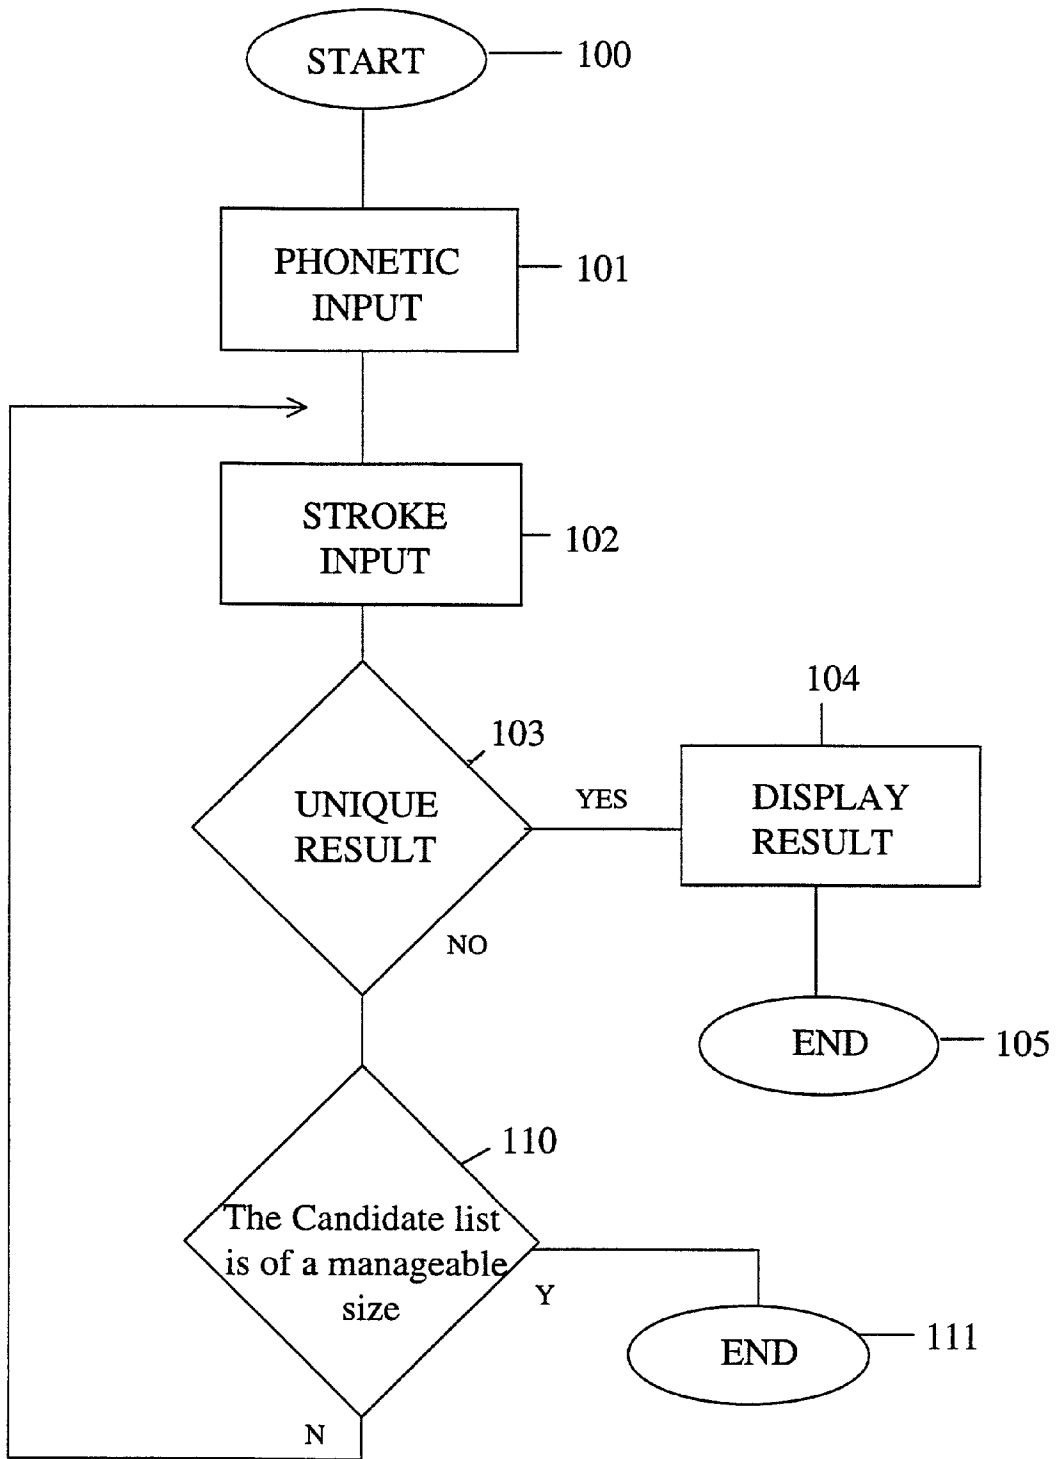 START
100
PHONETIC
INPUT
101
STROKE
INPUT
102
103
UNIQUE
RESULT
YES
NO
104
DISPLAY
RESULT
END
105
110
The Candidate list
is of a manageable
size
Y
N
END
111